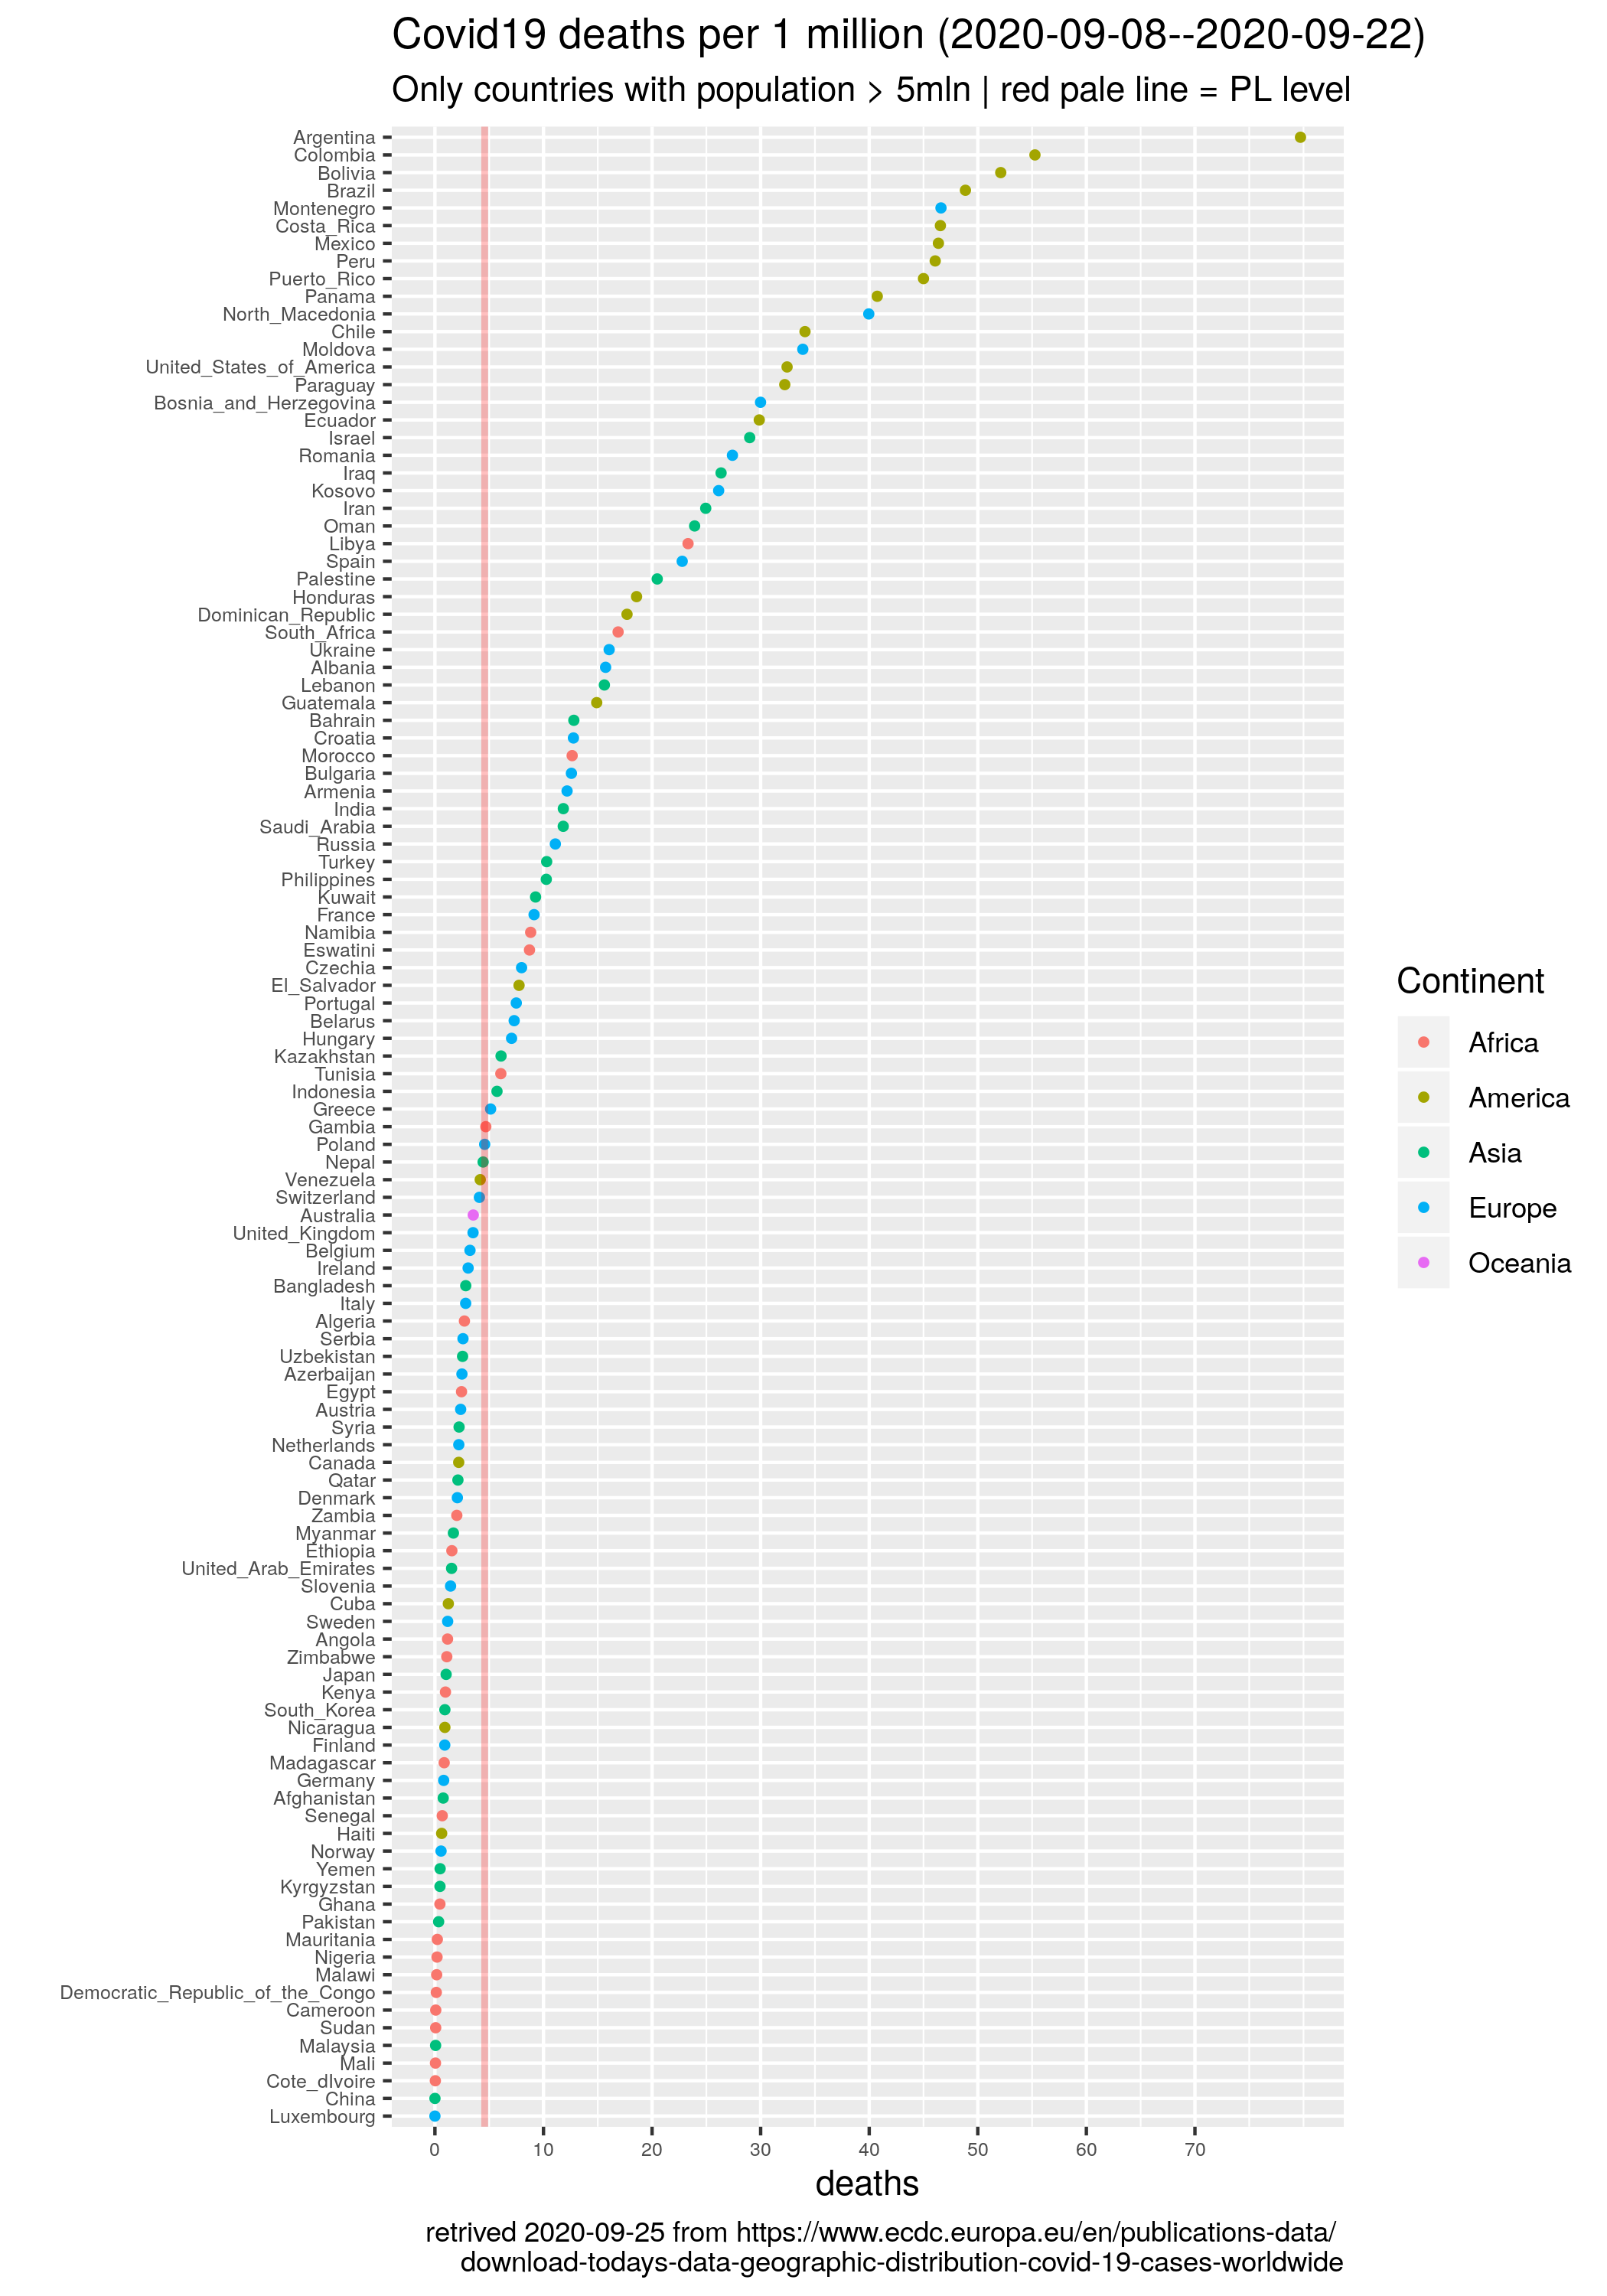 Covid19 deaths per 1 million (2020-09-08--2020-09-22)
Only countries with population > 5mln | red pale line = PL level
Argentina
Colombia
Bolivia
Brazil
Montenegro
Costa_Rica
Mexico
Peru
Puerto_Rico
Panama
North_Macedonia
Chile
Moldova
United_States_of_America
Paraguay
Bosnia_and_Herzegovina
Ecuador
Israel
Romania
Iraq
Kosovo
Iran
Oman
Libya
Spain
Palestine
Honduras
Dominican_Republic
South_Africa
Ukraine
Albania
Lebanon
Guatemala
Bahrain
Croatia
Morocco
Bulgaria
Armenia
India
Saudi_Arabia
Russia
Turkey
Philippines
Kuwait
France
Namibia
Eswatini
Czechia
El_Salvador
Portugal
Belarus
Hungary
Kazakhstan
Tunisia
Indonesia
Greece
Gambia
Poland
Nepal
Venezuela
Switzerland
Australia
United_Kingdom
Belgium
Ireland
Bangladesh
Italy
Algeria
Serbia
Uzbekistan
Azerbaijan
Egypt
Austria
Syria
Netherlands
Canada
Qatar
Denmark
Zambia
Myanmar
Ethiopia
United_Arab_Emirates
Slovenia
Cuba
Sweden
Angola
Zimbabwe
Japan
Kenya
South_Korea
Nicaragua
Finland
Madagascar
Germany
Afghanistan
Senegal
Haiti
Norway
Yemen
Kyrgyzstan
Ghana
Pakistan
Mauritania
Nigeria
Malawi
Democratic_Republic_of_the_Congo
Cameroon
Sudan
Malaysia
Mali
Cote_dIvoire
China
Luxembourg
0 10 20 30 40 50 60 70
deaths
Continent
Africa
America
Asia
Europe
Oceania
retrived 2020-09-25 from https://www.ecdc.europa.eu/en/publications-data/
download-todays-data-geographic-distribution-covid-19-cases-worldwide